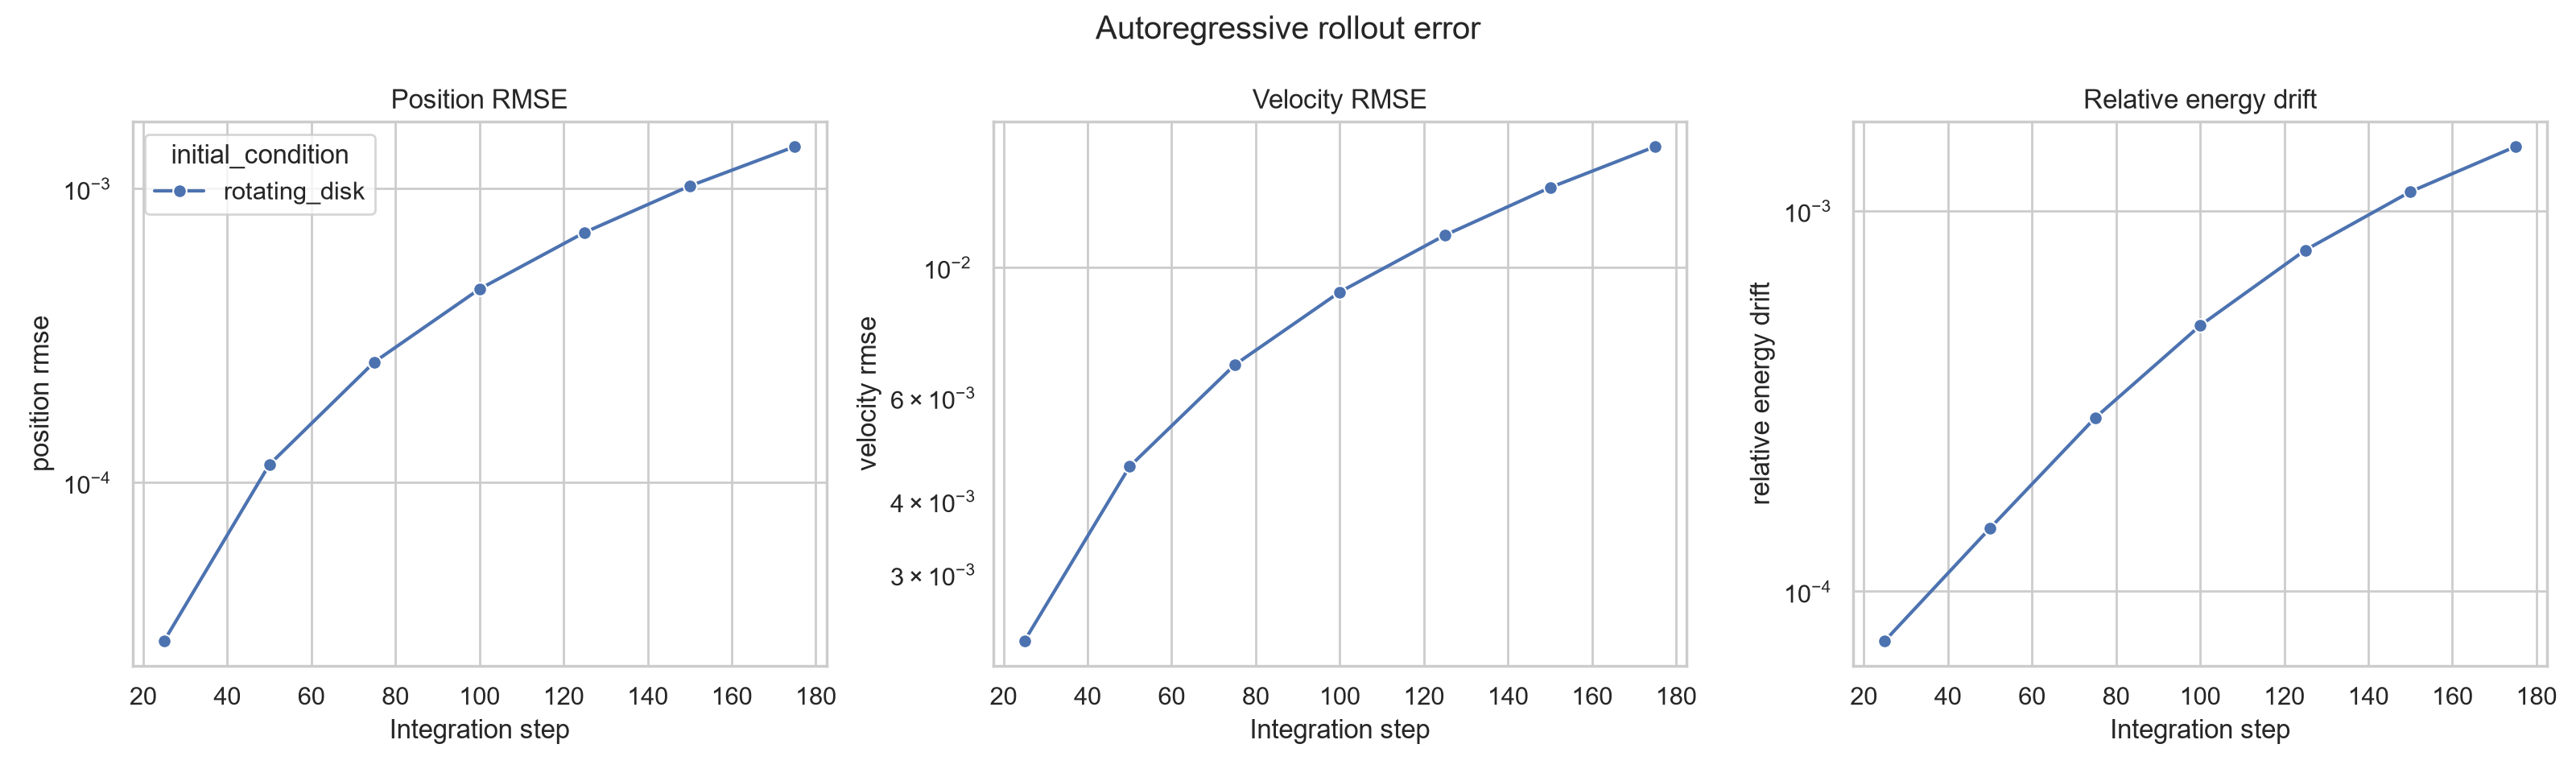 Autoregressive rollout error
Position RMSE
initial_condition
rotating_disk
10⁻³
10⁻⁴
position rmse
20 40 60 80 100 120 140 160 180
Integration step
Velocity RMSE
10⁻²
6 × 10⁻³
4 × 10⁻³
3 × 10⁻³
velocity rmse
20 40 60 80 100 120 140 160 180
Integration step
Relative energy drift
10⁻³
10⁻⁴
relative energy drift
20 40 60 80 100 120 140 160 180
Integration step